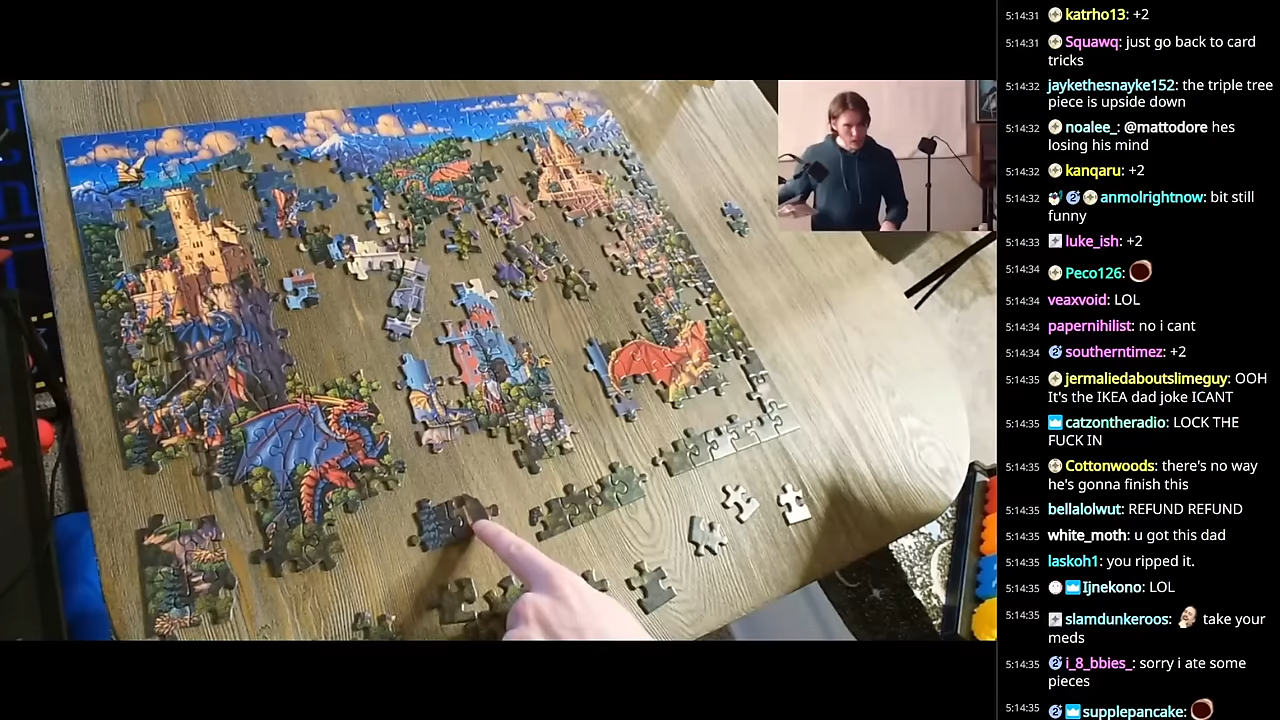 5:14:31 katrho13: +2
5:14:31 Squawq: just go back to card
tricks
5:14:32 jaykethesnayke152: the triple tree
piece is upside down
5:14:32 noalee_: @mattodore hes
losing his mind
5:14:32 kanqaru: +2
5:14:32 anmolrightnow: bit still
funny
5:14:33 luke_ish: +2
5:14:34 Peco126:
5:14:34 veaxvoid: LOL
5:14:34 papernihilist: no i cant
5:14:34 southerntimez: +2
5:14:35 jermaliedaboutslimeguy: OOH
It's the IKEA dad joke ICANT
5:14:35 catzontheradio: LOCK THE
FUCK IN
5:14:35 Cottonwoods: there's no way
he's gonna finish this
5:14:35 bellalolwut: REFUND REFUND
5:14:35 white_moth: u got this dad
5:14:35 laskoh1: you ripped it.
5:14:35 Ijnekono: LOL
5:14:35 slamdunkeroos: take your
meds
5:14:35 i_8_bbies_: sorry i ate some
pieces
5:14:35 supplepancake: